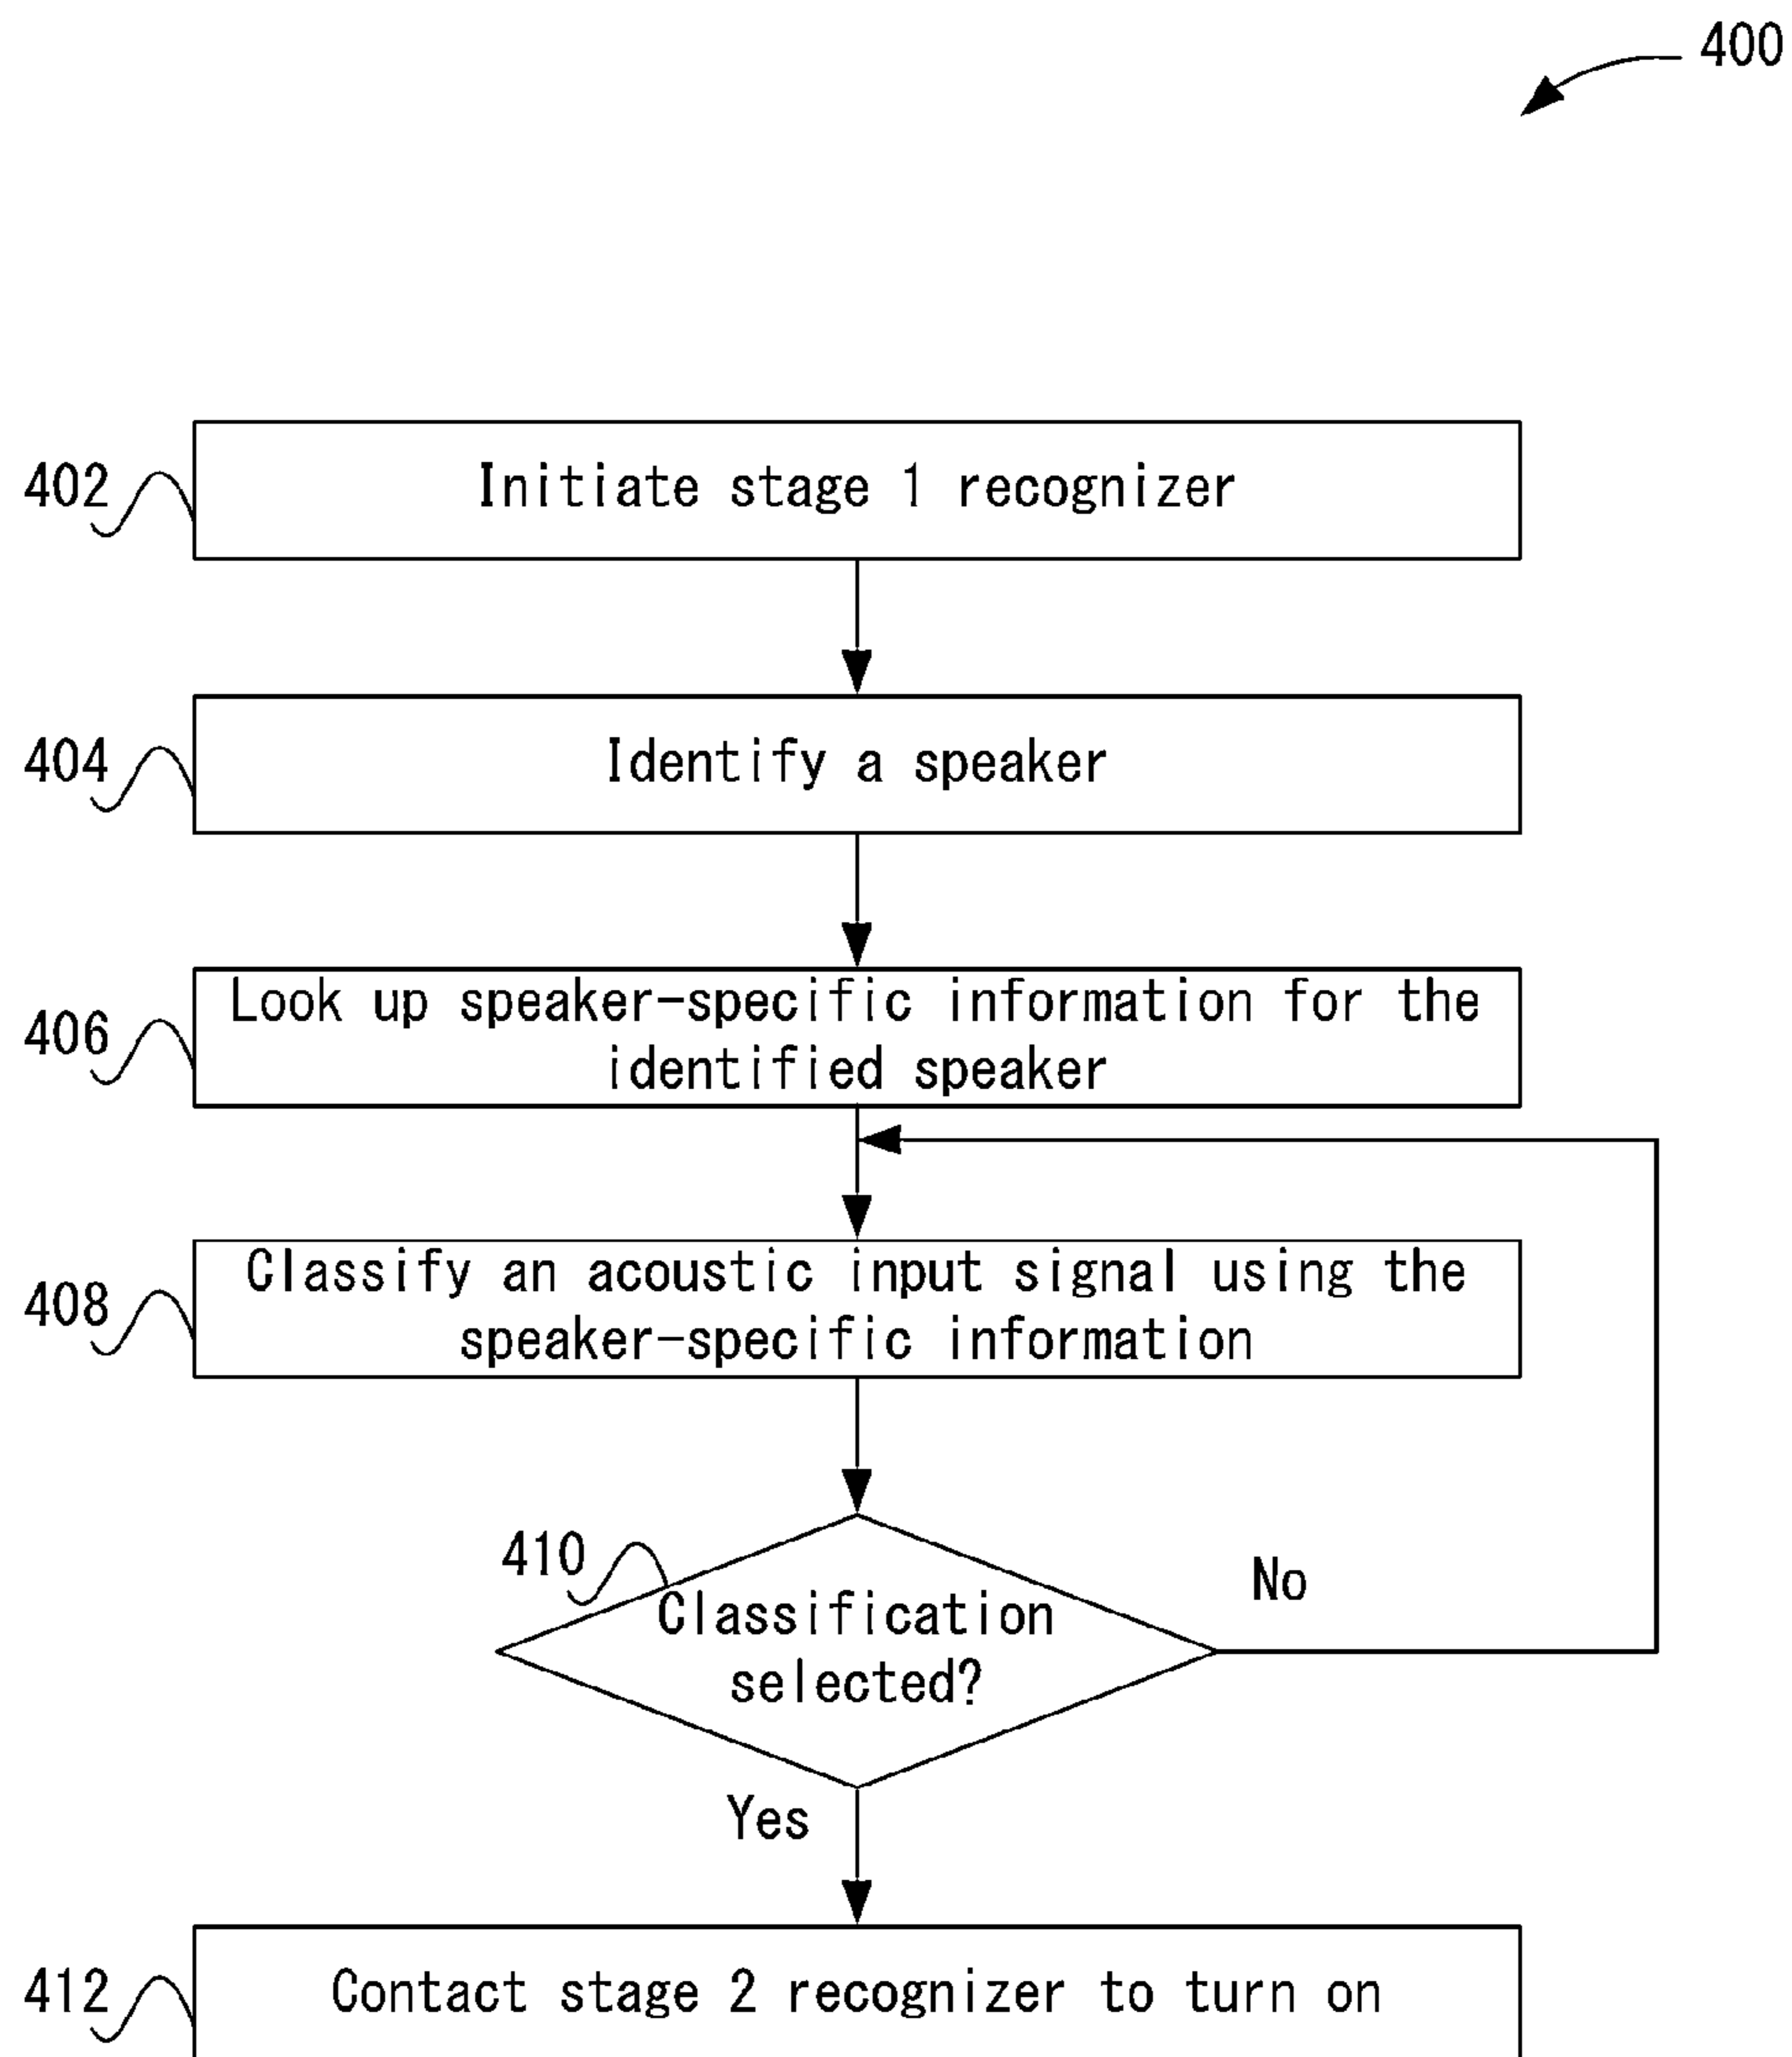 400
402
Initiate stage 1 recognizer
404
Identify a speaker
406
Look up speaker-specific information for the
identified speaker
408
Classify an acoustic input signal using the
speaker-specific information
410
Classification
selected?
No
Yes
412
Contact stage 2 recognizer to turn on